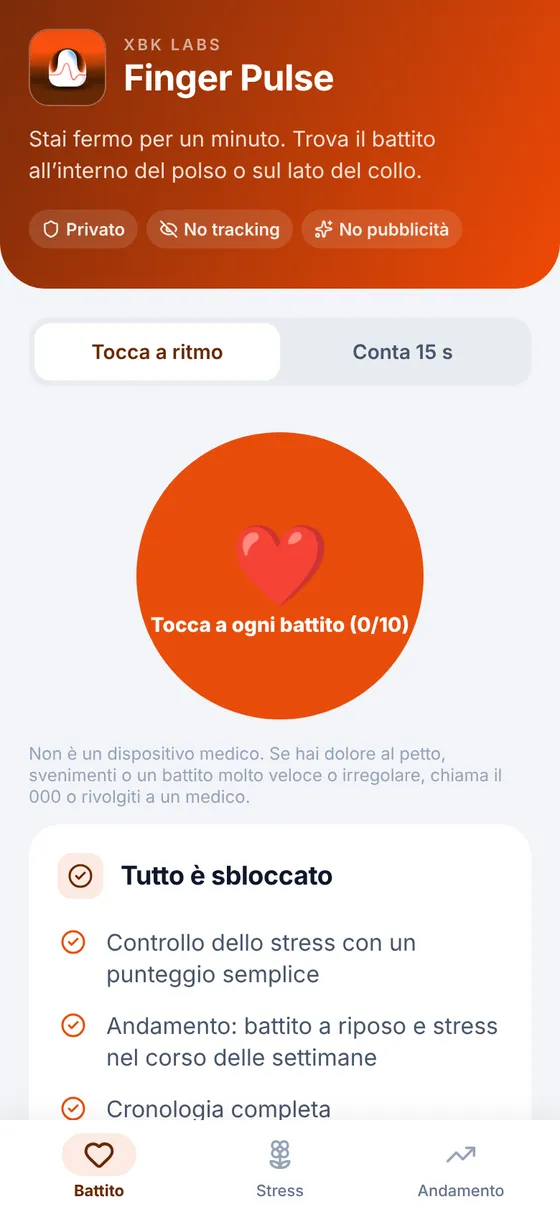 XBK LABS
Finger Pulse
Stai fermo per un minuto. Trova il battito
all’interno del polso o sul lato del collo.
Privato
No tracking
No pubblicità
Tocca a ritmo
Conta 15 s
Tocca a ogni battito (0/10)
Non è un dispositivo medico. Se hai dolore al petto,
svenimenti o un battito molto veloce o irregolare, chiama il
000 o rivolgiti a un medico.
Tutto è sbloccato
Controllo dello stress con un
punteggio semplice
Andamento: battito a riposo e stress
nel corso delle settimane
Cronologia completa
Battito
Stress
Andamento